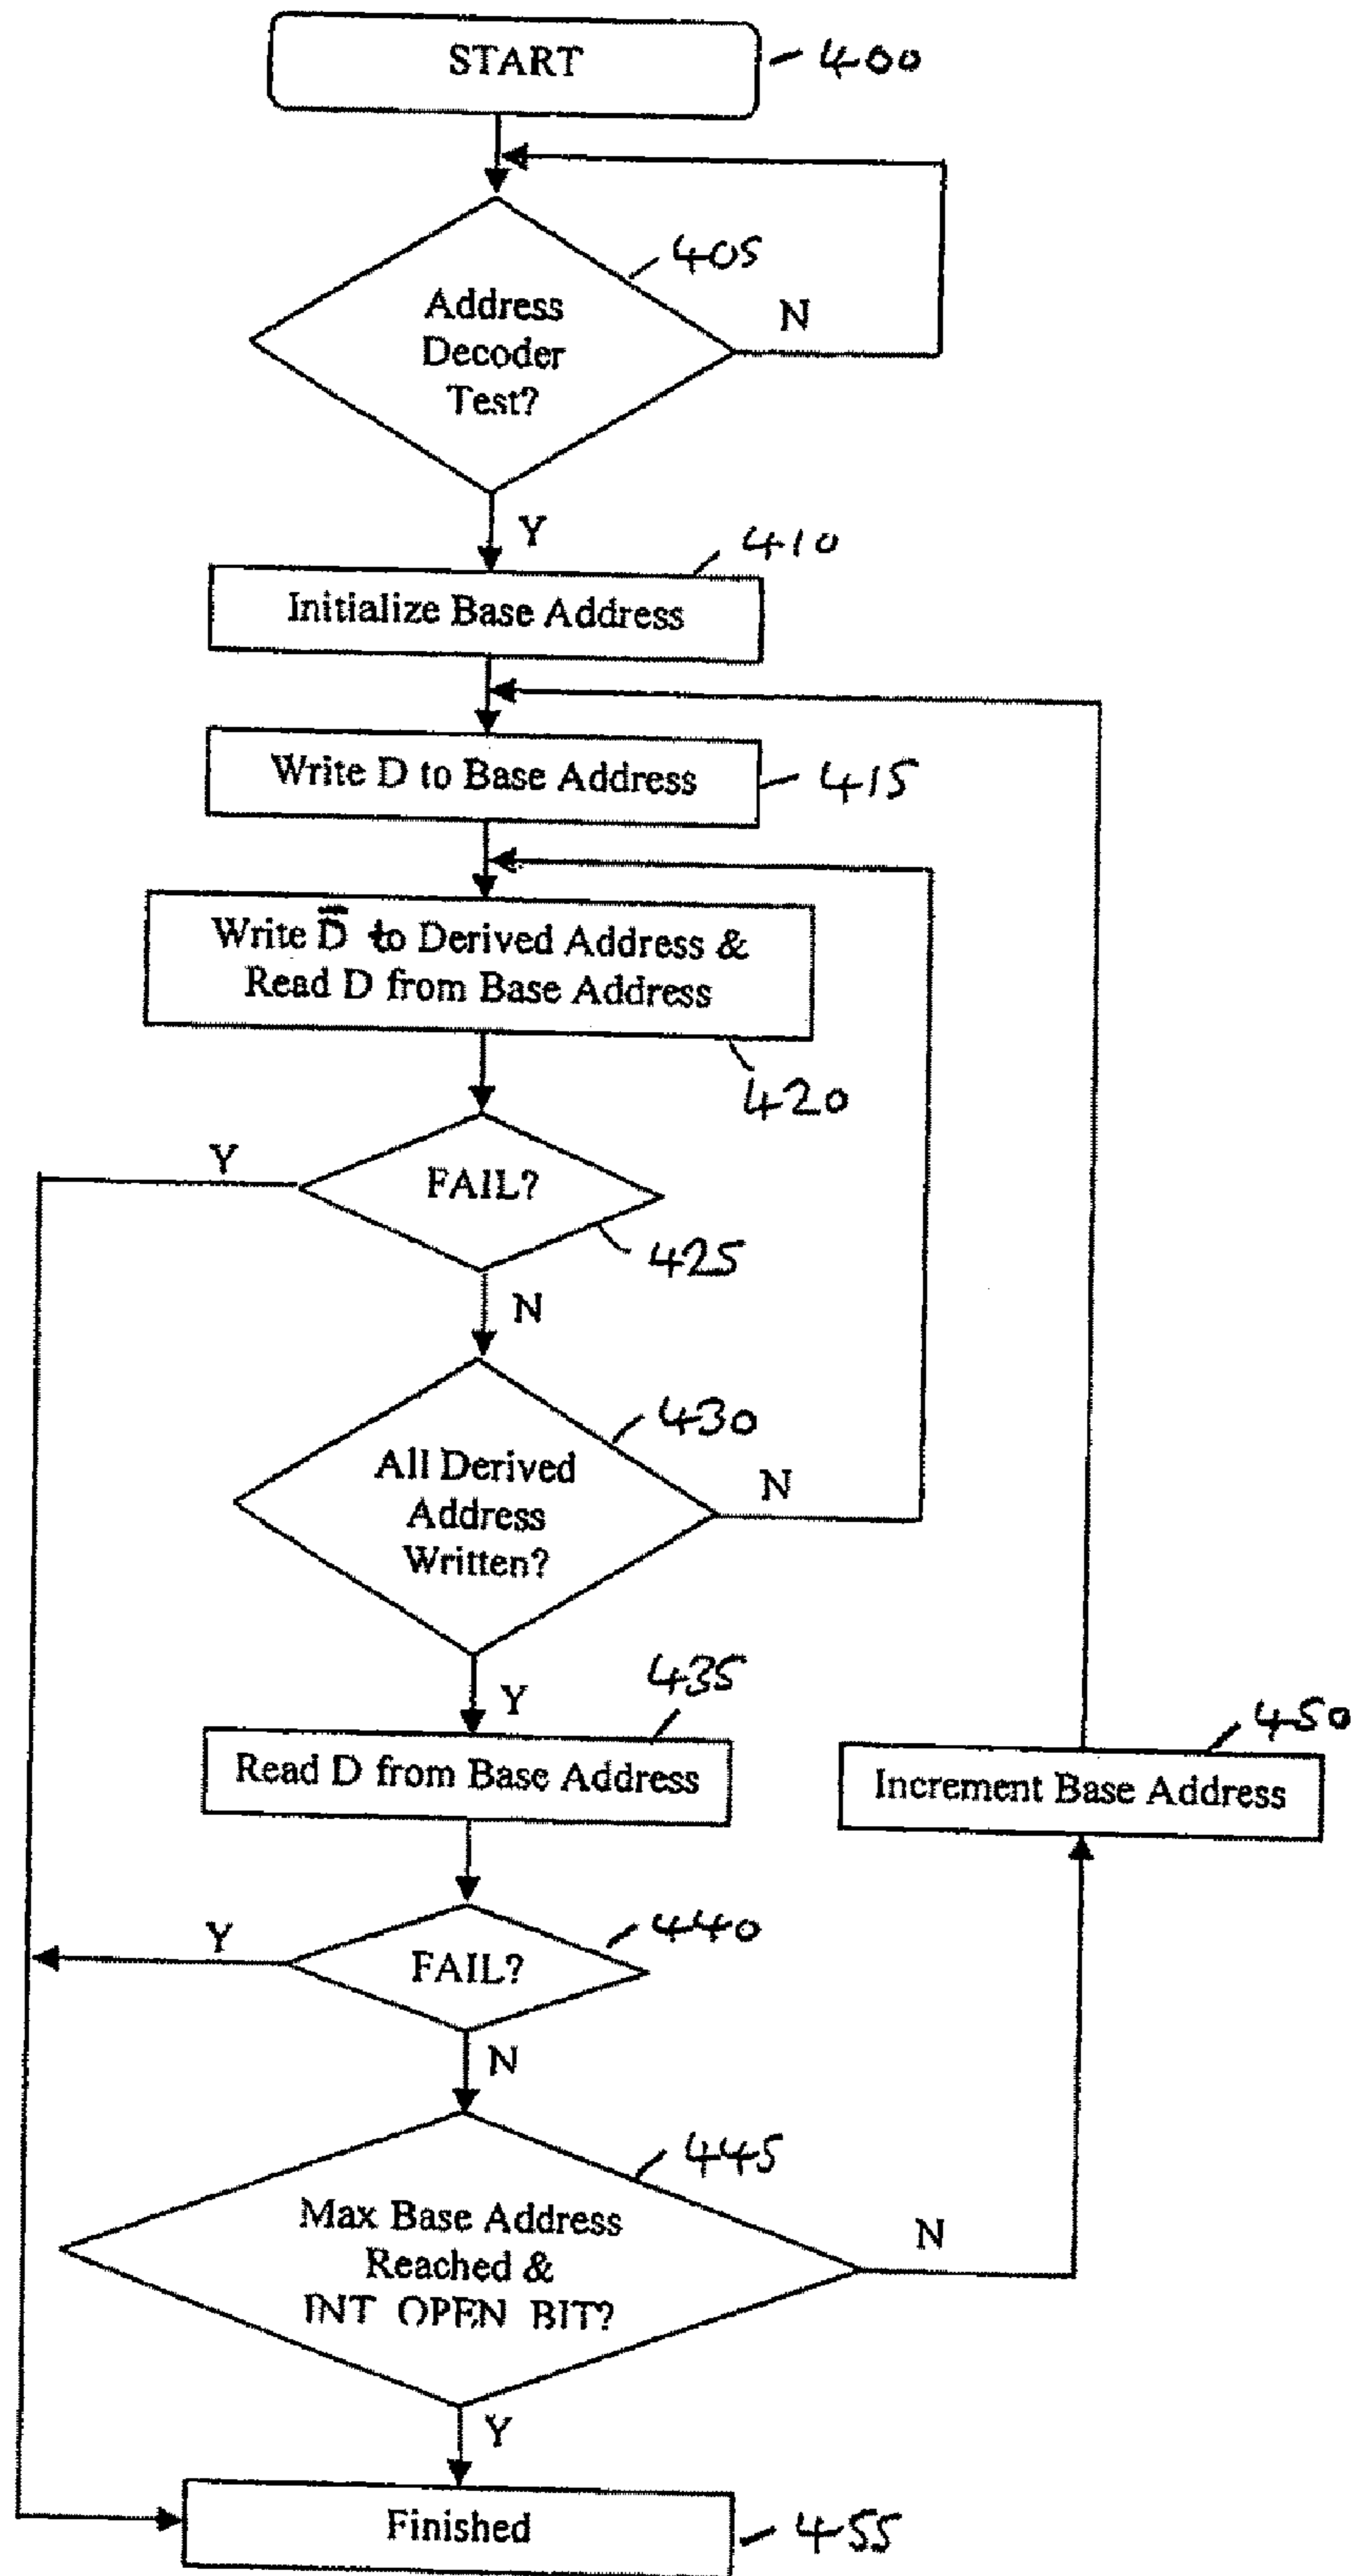 START
400
405
Address
Decoder
Test?
N
Y
410
Initialize Base Address
Write D to Base Address
415
Write D̅ to Derived Address &
Read D from Base Address
420
Y
FAIL?
425
N
430
All Derived
Address
Written?
N
Y
435
Read D from Base Address
450
Increment Base Address
Y
FAIL?
440
N
445
Max Base Address
Reached &
INT OPEN BIT?
N
Y
Finished
455